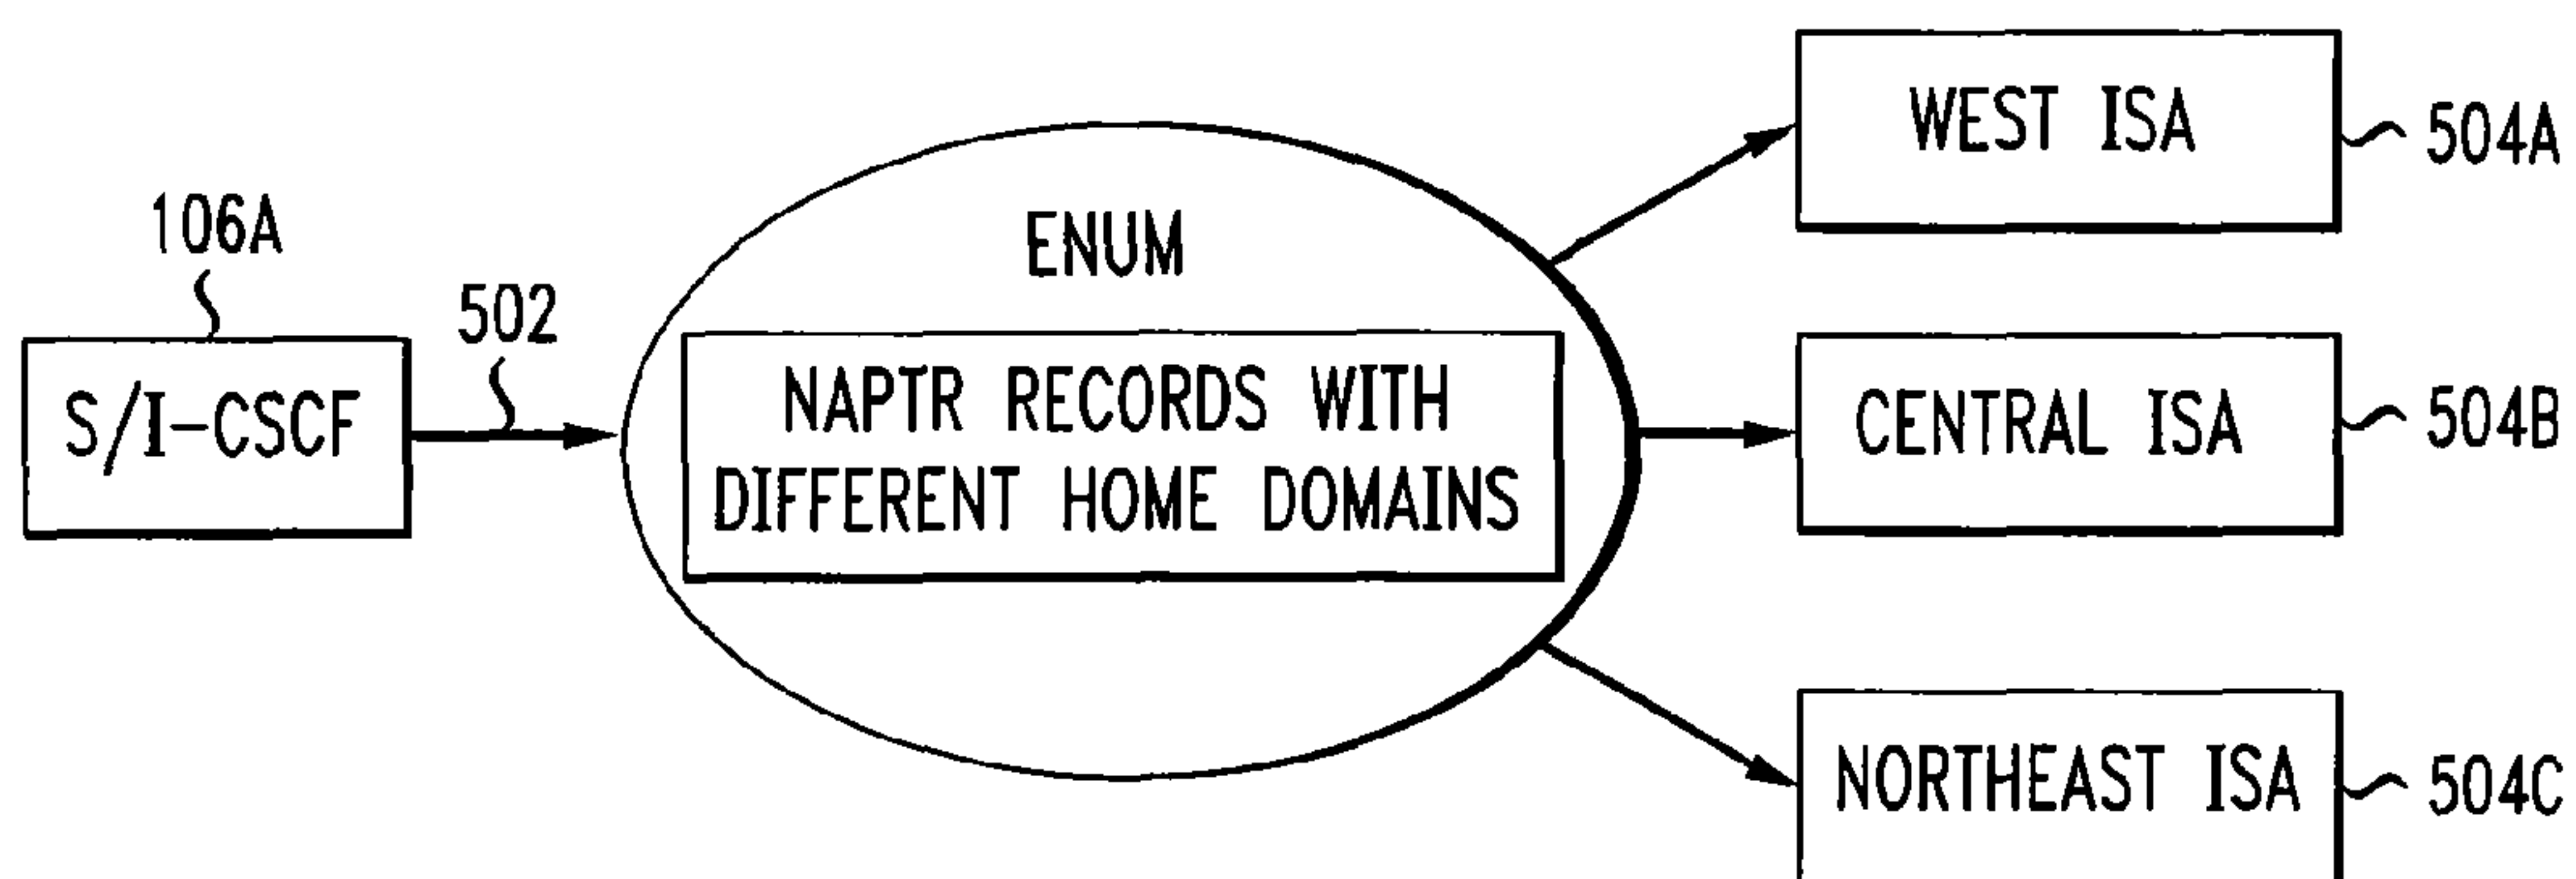 106A
S/I-CSCF
502
ENUM
NAPTR RECORDS WITH
DIFFERENT HOME DOMAINS
WEST ISA
504A
CENTRAL ISA
504B
NORTHEAST ISA
504C